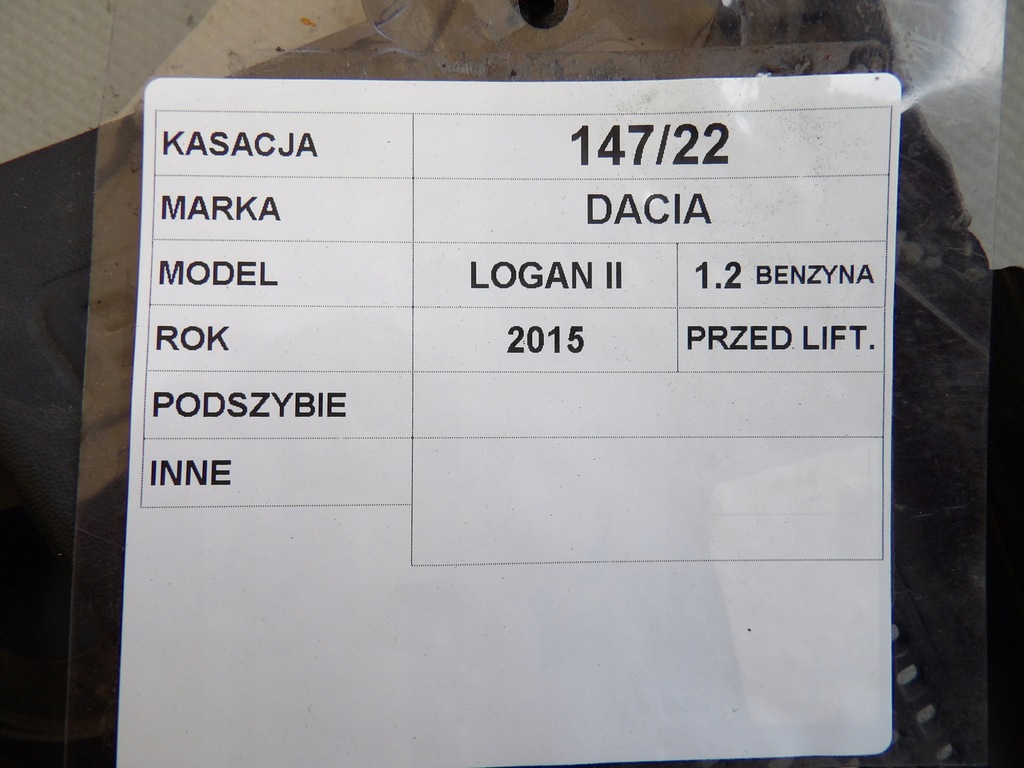 KASACJA 147/22
MARKA DACIA
MODEL LOGAN II 1.2 BENZYNA
ROK 2015 PRZED LIFT.
PODSZYBIE
INNE